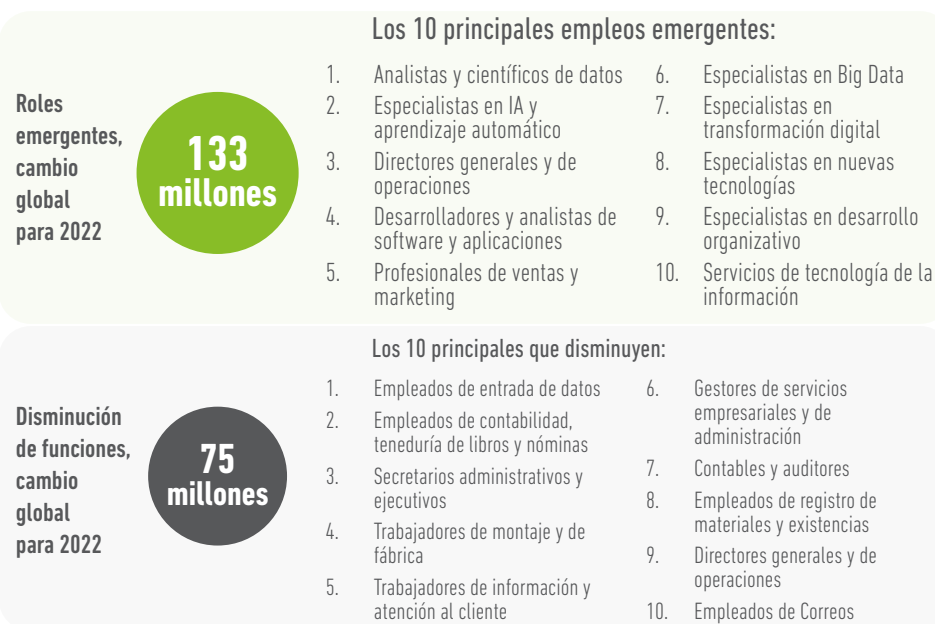 Roles
emergentes,
cambio
global
para 2022
133
millones
Los 10 principales empleos emergentes:
1. Analistas y científicos de datos
2. Especialistas en IA y
aprendizaje automático
3. Directores generales y de
operaciones
4. Desarrolladores y analistas de
software y aplicaciones
5. Profesionales de ventas y
marketing
6. Especialistas en Big Data
7. Especialistas en
transformación digital
8. Especialistas en nuevas
tecnologías
9. Especialistas en desarrollo
organizativo
10. Servicios de tecnología de la
información
Disminución
de funciones,
cambio
global
para 2022
75
millones
Los 10 principales que disminuyen:
1. Empleados de entrada de datos
2. Empleados de contabilidad,
teneduría de libros y nóminas
3. Secretarios administrativos y
ejecutivos
4. Trabajadores de montaje y de
fábrica
5. Trabajadores de información y
atención al cliente
6. Gestores de servicios
empresariales y de
administración
7. Contables y auditores
8. Empleados de registro de
materiales y existencias
9. Directores generales y de
operaciones
10. Empleados de Correos